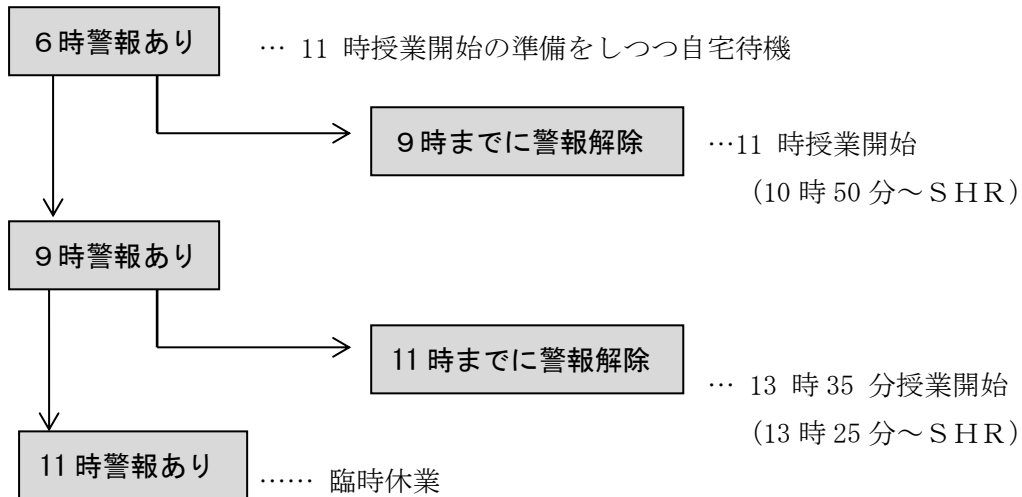 ６時警報あり … 11 時授業開始の準備をしつつ自宅待機
９時までに警報解除 …11 時授業開始
（10 時 50 分～ＳＨＲ）
９時警報あり
11 時までに警報解除 … 13 時 35 分授業開始
（13 時 25 分～ＳＨＲ）
11 時警報あり …… 臨時休業